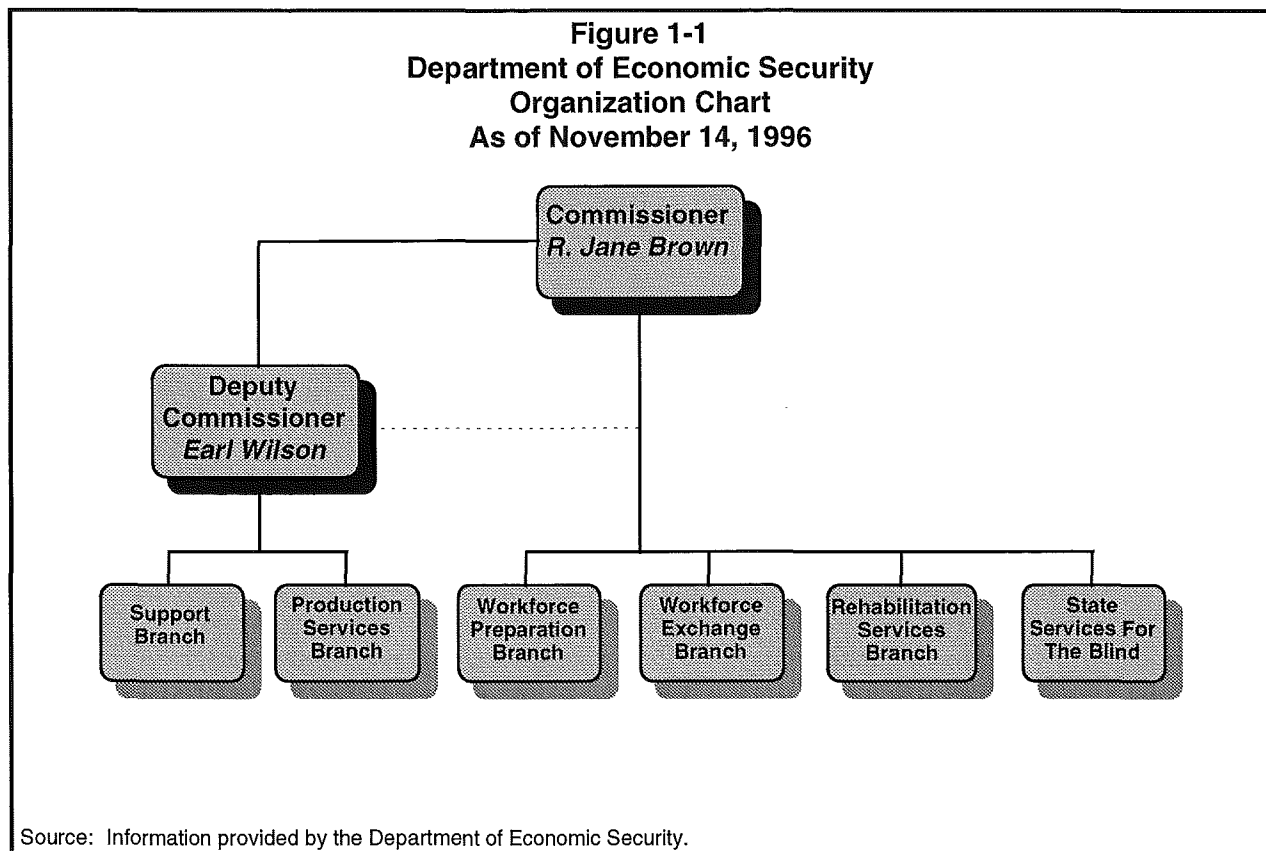 Figure 1-1
Department of Economic Security
Organization Chart
As of November 14, 1996
Commissioner
R. Jane Brown
Deputy
Commissioner
Earl Wilson
Support
Branch
Production
Services
Branch
Workforce
Preparation
Branch
Workforce
Exchange
Branch
Rehabilitation
Services
Branch
State
Services For
The Blind
Source: Information provided by the Department of Economic Security.